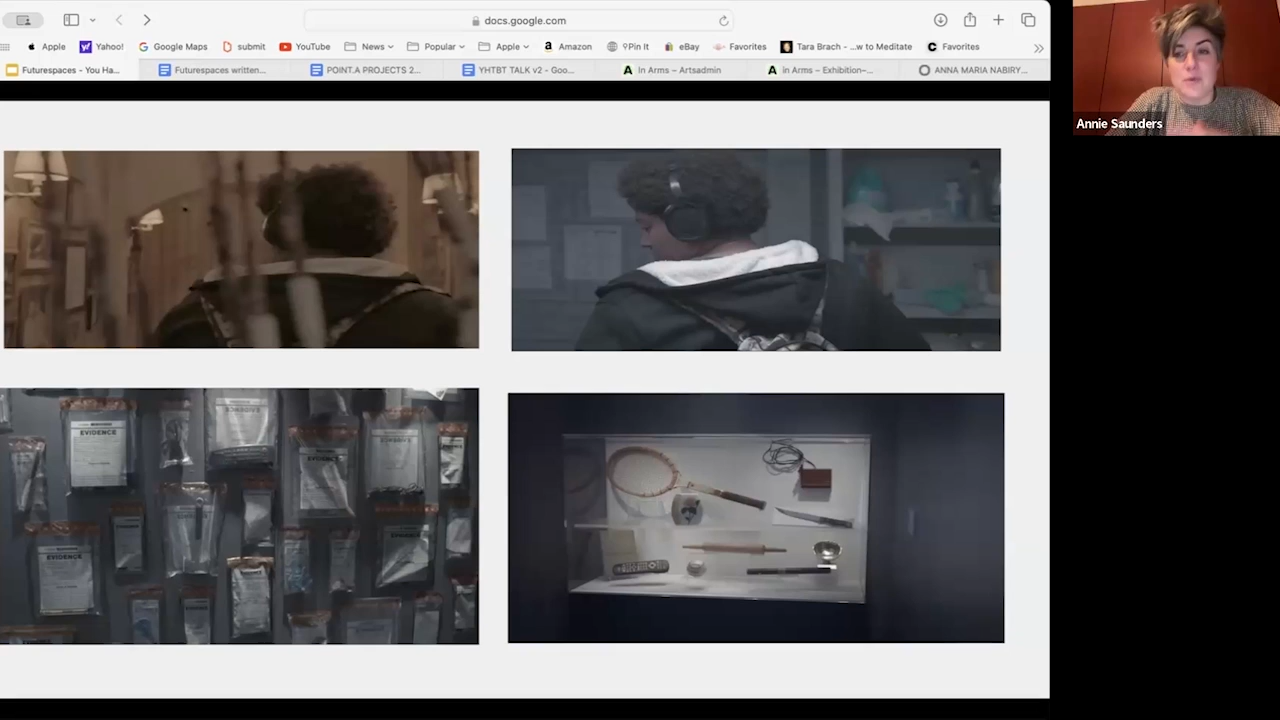 docs.google.com
Apple Yahoo! Google Maps submit YouTube News Popular Apple Amazon Pin It eBay Favorites Tara Brach - ...w to Meditate Favorites
Futurespaces - You Ha... Futurespaces written... POINT.A PROJECTS 2... YHTBT TALK v2 - Goo... In Arms – Artsadmin in Arms – Exhibition–... ANNA MARIA NABIRY...
Annie Saunders
EVIDENCE
EVIDENCE
EVIDENCE